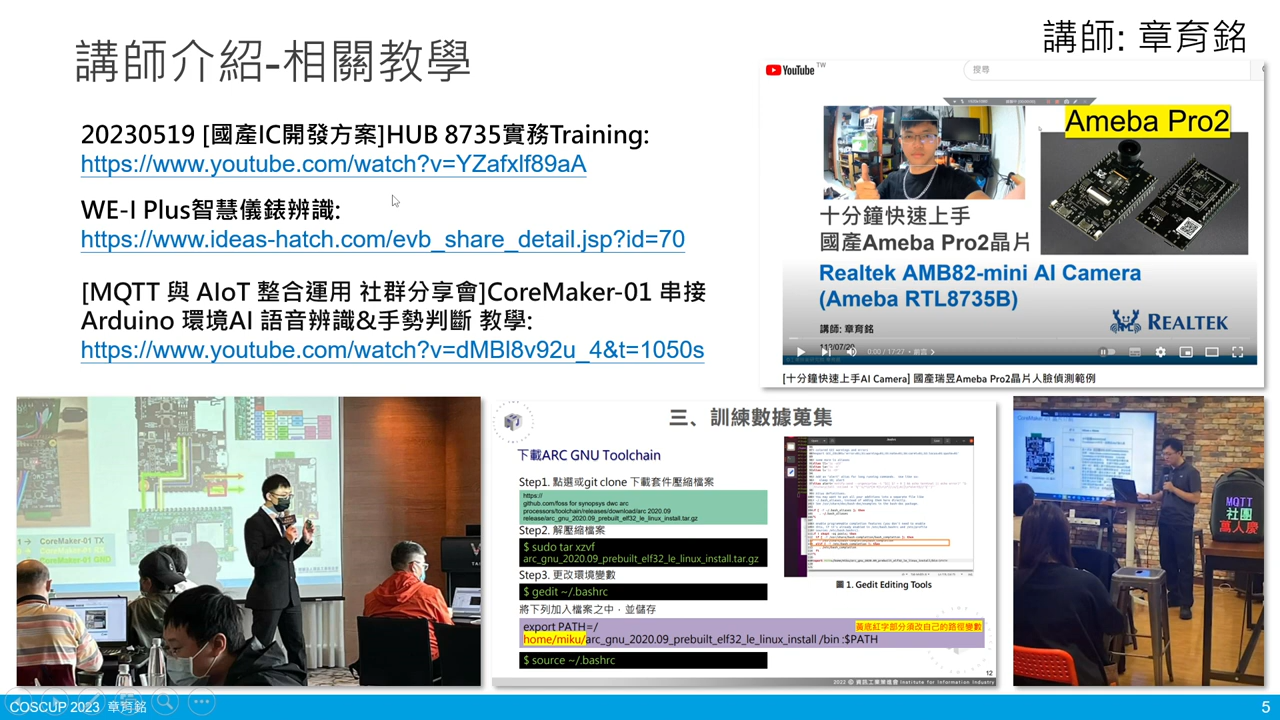 講師介紹-相關教學
講師: 章育銘
20230519 [國產IC開發方案]HUB 8735實務Training:
https://www.youtube.com/watch?v=YZafxlf89aA
WE-I Plus智慧儀錶辨識:
https://www.ideas-hatch.com/evb_share_detail.jsp?id=70
[MQTT 與 AIoT 整合運用 社群分享會]CoreMaker-01 串接
Arduino 環境AI 語音辨識&手勢判斷 教學:
https://www.youtube.com/watch?v=dMBl8v92u_4&t=1050s
YouTube TW
搜尋
Ameba Pro2
十分鐘快速上手
國產Ameba Pro2晶片
Realtek AMB82-mini AI Camera
(Ameba RTL8735B)
講師: 章育銘
REALTEK
0:00 / 17:27
[十分鐘快速上手AI Camera] 國產瑞昱Ameba Pro2晶片人臉偵測範例
CoreMaker-01 TX
CoreMaker-01 RX
CoreMaker-01 GND
三、訓練數據蒐集
下載ARC GNU Toolchain
Step1. 點選或git clone 下載套件壓縮檔案
https://
github.com/foss for synopsys dwc arc
processors/toolchain/releases/download/arc 2020.09
release/arc_gnu_2020.09_prebuilt_elf32_le_linux_install.tar.gz
Step2. 解壓縮檔案
$ sudo tar xzvf
arc_gnu_2020.09_prebuilt_elf32_le_linux_install.tar.gz
Step3. 更改環境變數
$ gedit ~/.bashrc
將下列加入檔案之中，並儲存
export PATH=/
home/miku/arc_gnu_2020.09_prebuilt_elf32_le_linux_install /bin :$PATH
黃底紅字部分須改自己的路徑變數
$ source ~/.bashrc
圖 1. Gedit Editing Tools
12
2022 © 資訊工業策進會 Institute for Information Industry
MQTT
社團
萬人慶
COSCUP 2023 章育銘
5